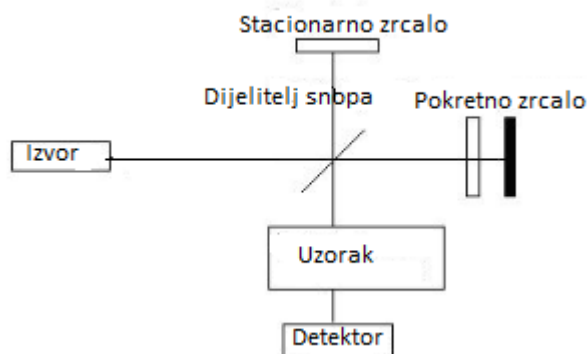 Stacionarno zrcalo
Dijelitelj snopa
Pokretno zrcalo
Izvor
Uzorak
Detektor